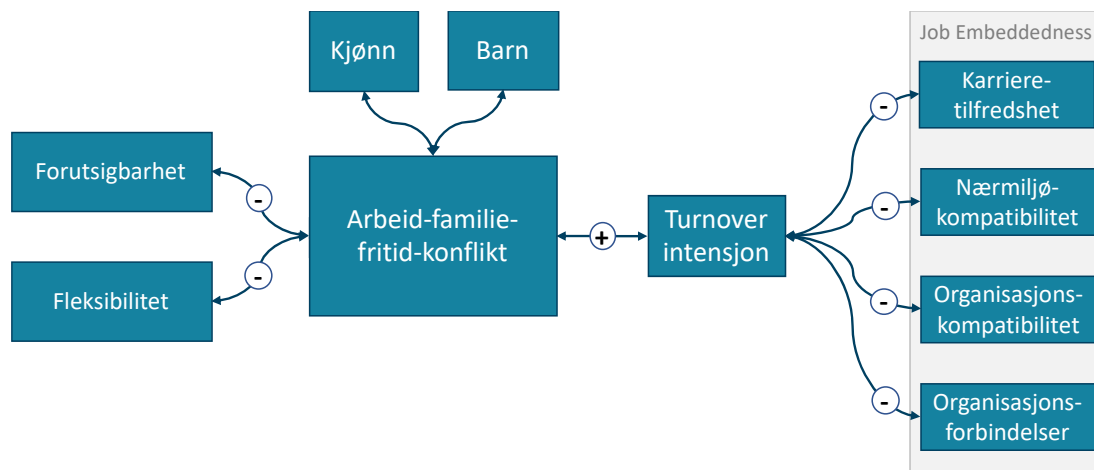 Kjønn
Barn
Job Embeddedness
Karriere-
tilfredshet
-
Forutsigbarhet
-
Arbeid-familie-
fritid-konflikt
+
Turnover
intensjon
Nærmiljø-
kompatibilitet
-
Fleksibilitet
-
Organisasjons-
kompatibilitet
-
Organisasjons-
forbindelser
-